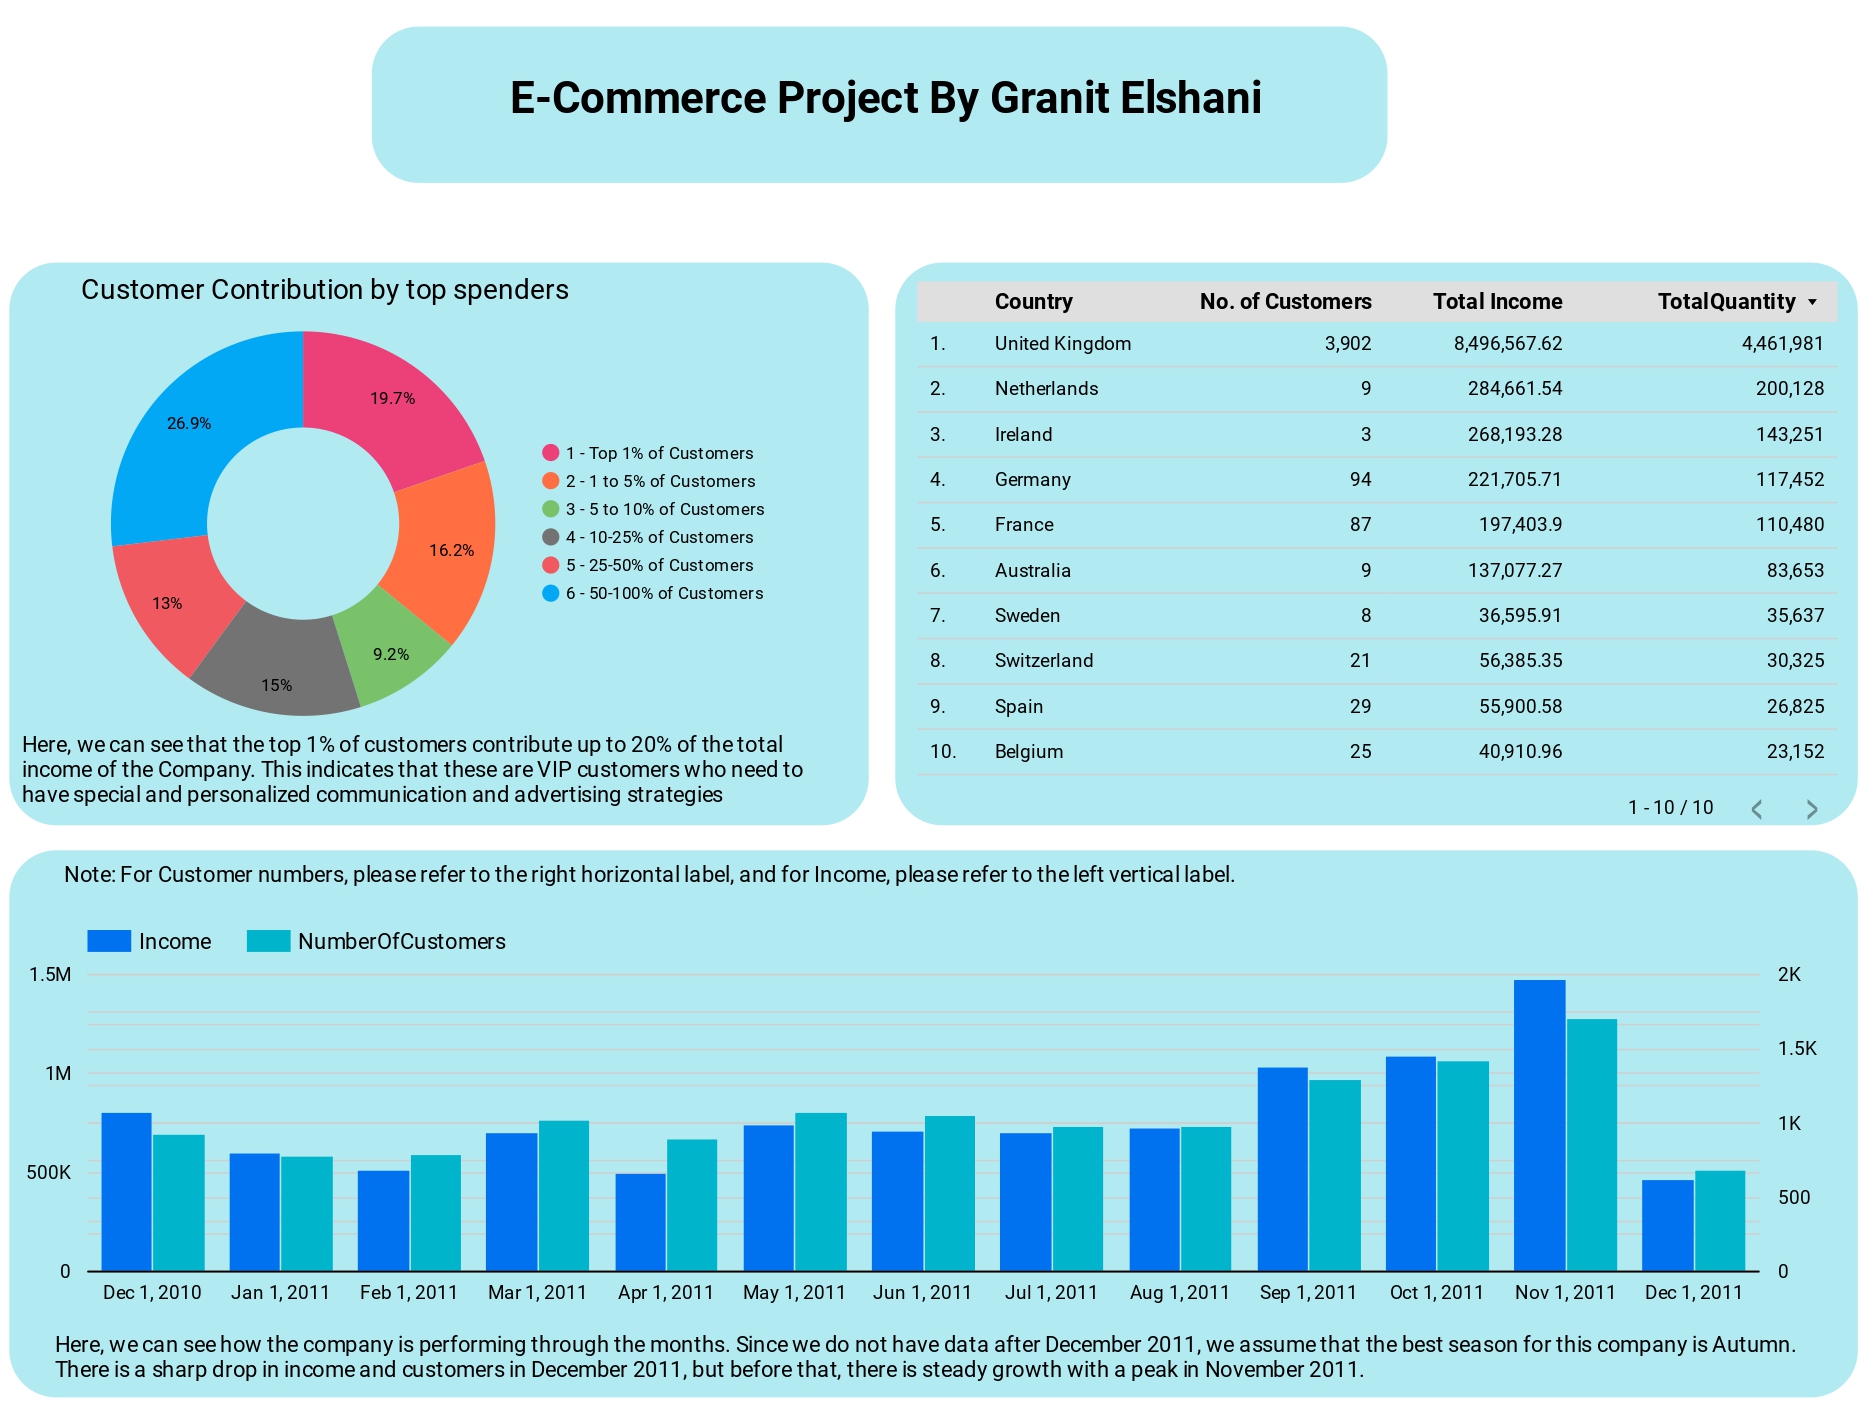 E-Commerce Project By Granit Elshani
Customer Contribution by top spenders
19.7%
26.9%
16.2%
13%
9.2%
15%
1 - Top 1% of Customers
2 - 1 to 5% of Customers
3 - 5 to 10% of Customers
4 - 10-25% of Customers
5 - 25-50% of Customers
6 - 50-100% of Customers
Here, we can see that the top 1% of customers contribute up to 20% of the total
income of the Company. This indicates that these are VIP customers who need to
have special and personalized communication and advertising strategies
Country No. of Customers Total Income TotalQuantity
1. United Kingdom 3,902 8,496,567.62 4,461,981
2. Netherlands 9 284,661.54 200,128
3. Ireland 3 268,193.28 143,251
4. Germany 94 221,705.71 117,452
5. France 87 197,403.9 110,480
6. Australia 9 137,077.27 83,653
7. Sweden 8 36,595.91 35,637
8. Switzerland 21 56,385.35 30,325
9. Spain 29 55,900.58 26,825
10. Belgium 25 40,910.96 23,152
1 - 10 / 10
Note: For Customer numbers, please refer to the right horizontal label, and for Income, please refer to the left vertical label.
Income NumberOfCustomers
1.5M
1M
500K
0
2K
1.5K
1K
500
0
Dec 1, 2010 Jan 1, 2011 Feb 1, 2011 Mar 1, 2011 Apr 1, 2011 May 1, 2011 Jun 1, 2011 Jul 1, 2011 Aug 1, 2011 Sep 1, 2011 Oct 1, 2011 Nov 1, 2011 Dec 1, 2011
Here, we can see how the company is performing through the months. Since we do not have data after December 2011, we assume that the best season for this company is Autumn.
There is a sharp drop in income and customers in December 2011, but before that, there is steady growth with a peak in November 2011.